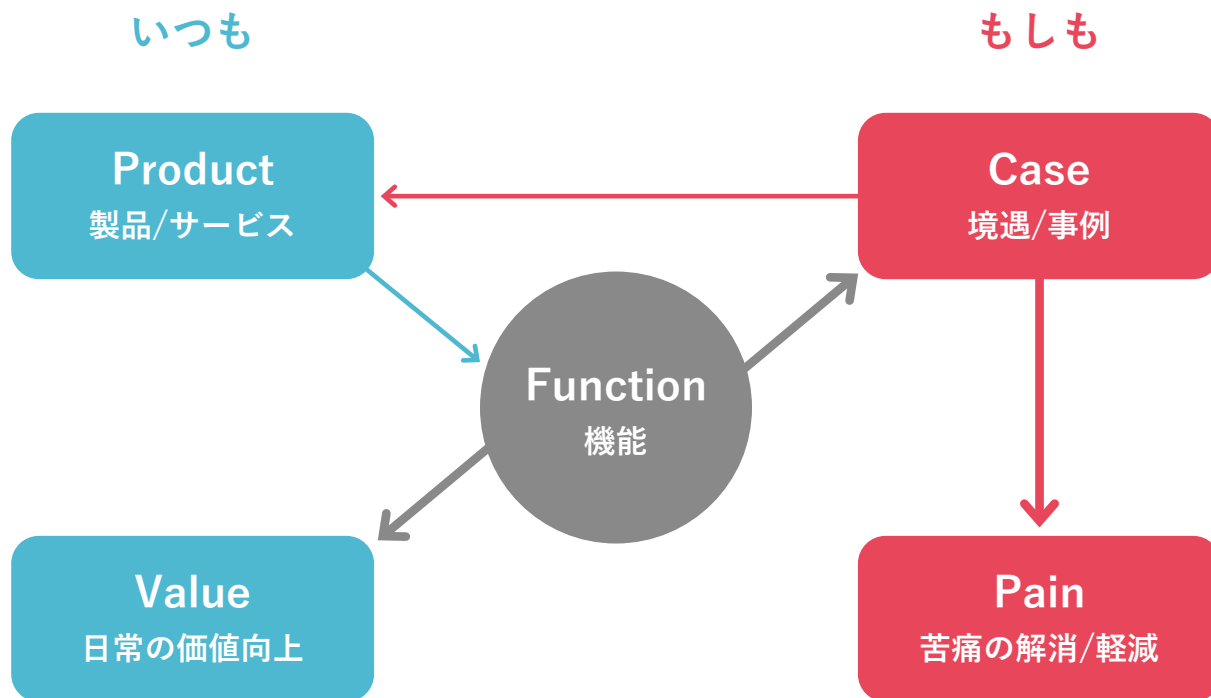 いつも
もしも
Product
製品/サービス
Case
境遇/事例
Function
機能
Value
日常の価値向上
Pain
苦痛の解消/軽減